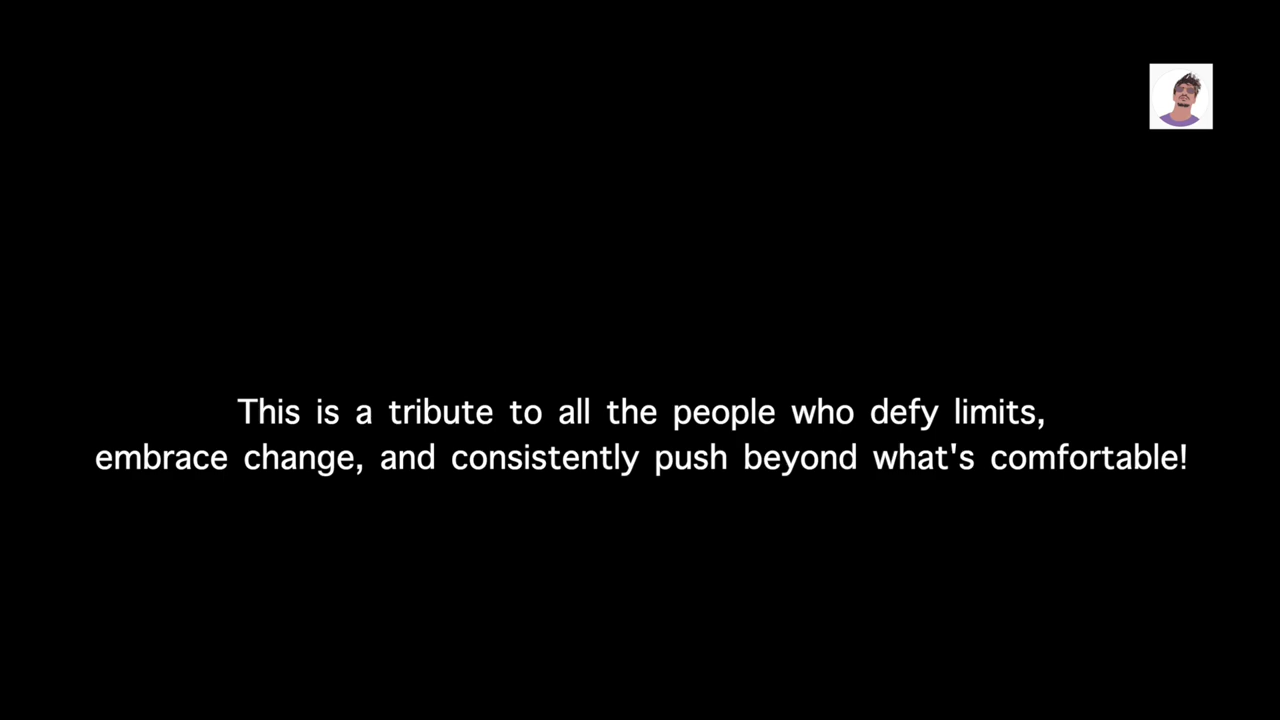 This is a tribute to all the people who defy limits,
embrace change, and consistently push beyond what's comfortable!